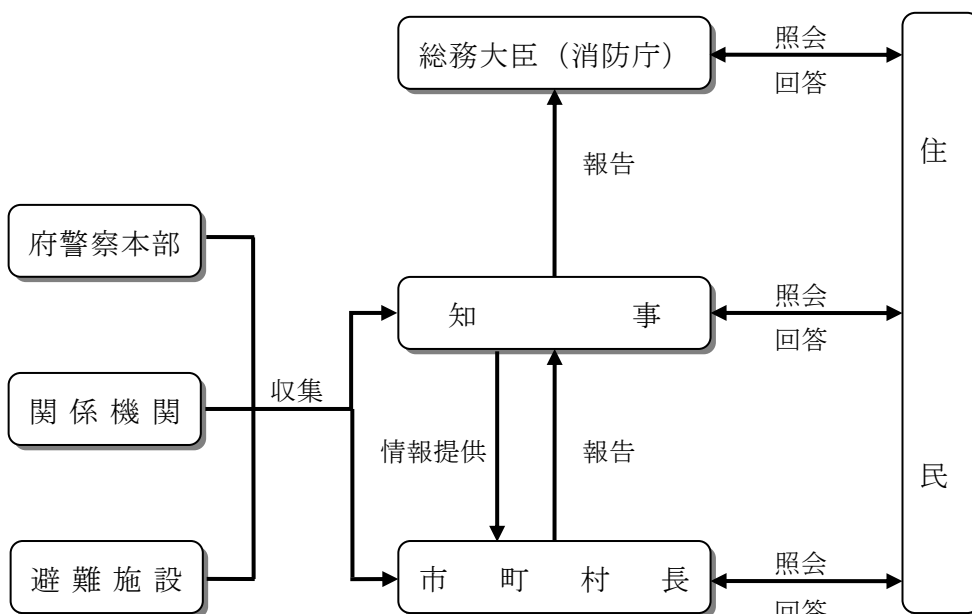 総務大臣（消防庁）
照会
回答
住民
報告
府警察本部
知事
照会
回答
関係機関
収集
情報提供
報告
避難施設
市町村長
照会
回答